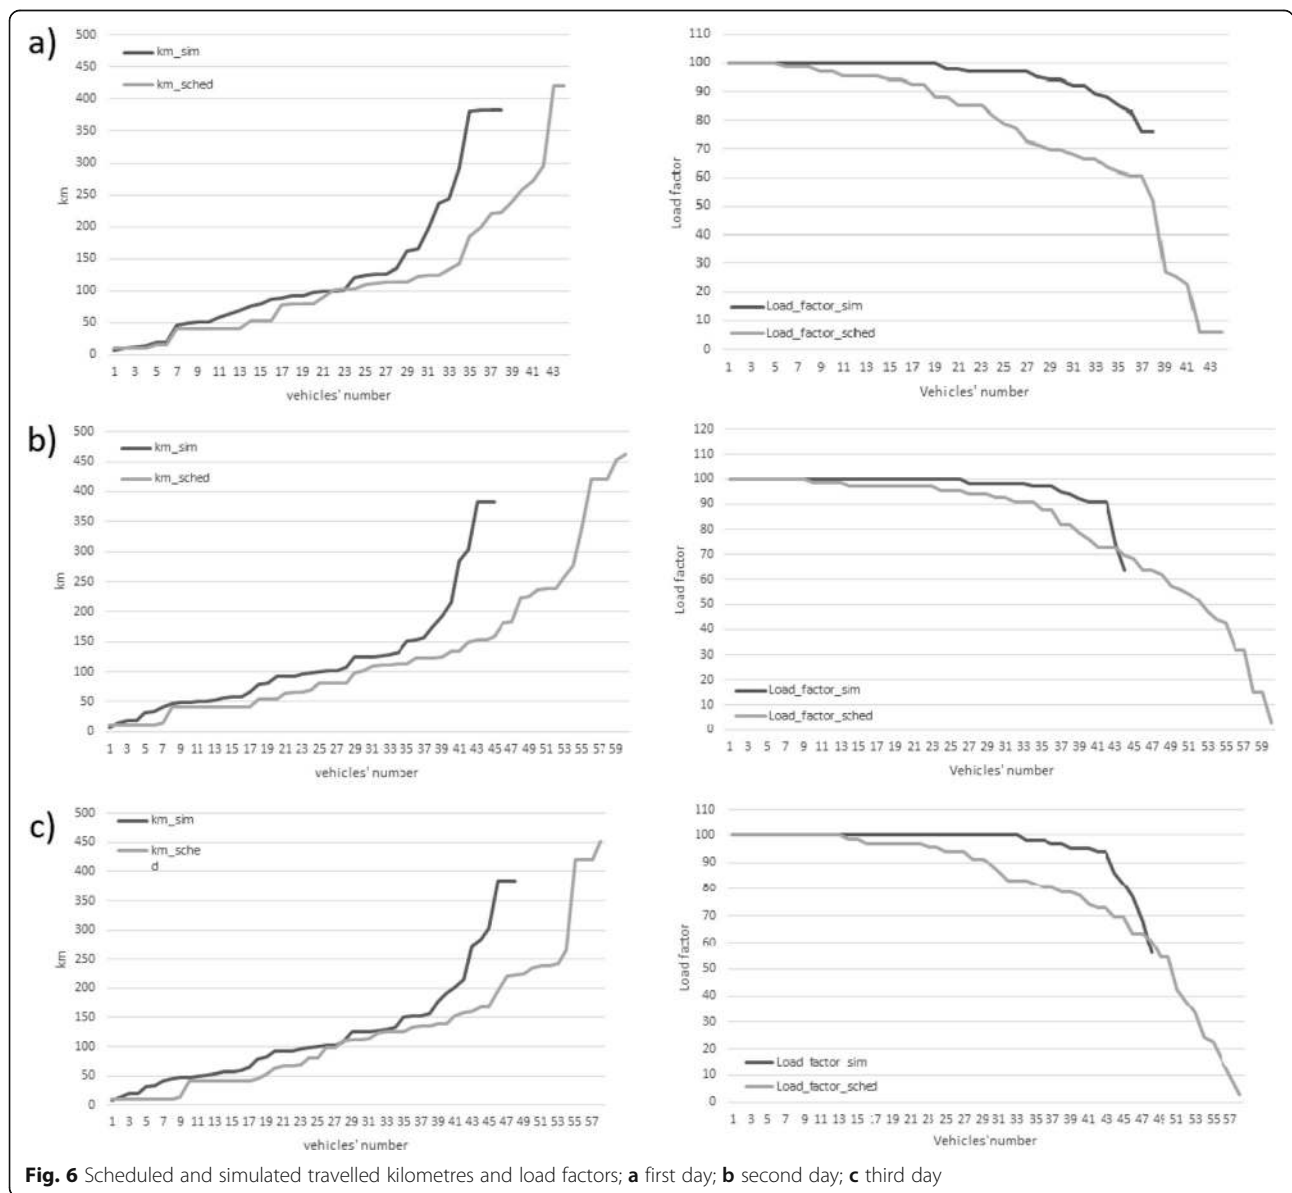 a)
500
450
400
350
300
250
200
150
100
50
0
km
km_sim
km_sched
1 3 5 7 9 11 13 15 17 19 21 23 25 27 29 31 33 35 37 39 41 43
vehicles' number
110
100
90
80
70
60
50
40
30
20
10
0
Load factor
Load_factor_sim
Load_factor_sched
1 3 5 7 9 11 13 15 17 19 21 23 25 27 29 31 33 35 37 39 41 43
Vehicles' number
b)
500
450
400
350
300
250
200
150
100
50
0
km
km_sim
km_sched
1 3 5 7 9 11 13 15 17 19 21 23 25 27 29 31 33 35 37 39 41 43 45 47 49 51 53 55 57 59
vehicles' number
120
110
100
90
80
70
60
50
40
30
20
10
0
Load factor
Load_factor_sim
Load_factor_sched
1 3 5 7 9 11 13 15 17 19 21 23 25 27 29 31 33 35 37 39 41 43 45 47 49 51 53 55 57 59
Vehicles' number
c)
500
450
400
350
300
250
200
150
100
50
0
km
km_sim
km_sche
d
1 3 5 7 9 11 13 15 17 19 21 23 25 27 29 31 33 35 37 39 41 43 45 47 49 51 53 55 57
vehicles' number
110
100
90
80
70
60
50
40
30
20
10
0
Load factor
Load_factor_sim
Load_factor_sched
1 3 5 7 9 11 13 15 17 19 21 23 25 27 29 31 33 35 37 39 41 43 45 47 49 51 53 55 57
Vehicles' number
Fig. 6 Scheduled and simulated travelled kilometres and load factors; a first day; b second day; c third day